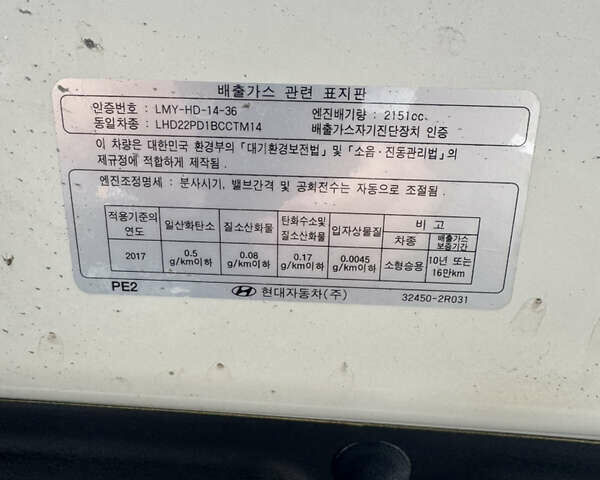 배출가스 관련 표지판
인증번호 : LMY-HD-14-36 엔진배기량 : 2151cc
동일차종 : LHD22PD1BCCTM14 배출가스자기진단장치 인증
이 차량은 대한민국 환경부의 「대기환경보전법」 및 「소음·진동관리법」의
제규정에 적합하게 제작됨.
엔진조정명세 : 분사시기, 밸브간격 및 공회전수는 자동으로 조절됨.
적용기준의 연도 일산화탄소 질소산화물 탄화수소및 질소산화물 입자상물질 비 고
차종 배출가스 보증기간
2017 0.5 g/km이하 0.08 g/km이하 0.17 g/km이하 0.0045 g/km이하 소형승용 10년 또는 16만km
PE2 현대자동차(주) 32450-2R031